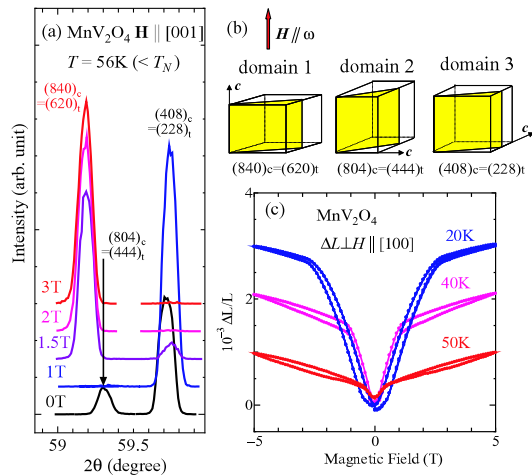 (a) MnV₂O₄ H || [001]
T = 56K (< T_N)
(840)c
=(620)t
(408)c
=(228)t
(804)c
=(444)t
3T
2T
1.5T
1T
0T
Intensity (arb. unit)
59
59.5
2θ (degree)
(b)
H // ω
domain 1
domain 2
domain 3
c
c
c
(840)c=(620)t
(804)c=(444)t
(408)c=(228)t
(c)
MnV₂O₄
ΔL⊥H || [100]
20K
40K
50K
10⁻³ ΔL/L
4
3
2
1
0
−5
0
5
Magnetic Field (T)